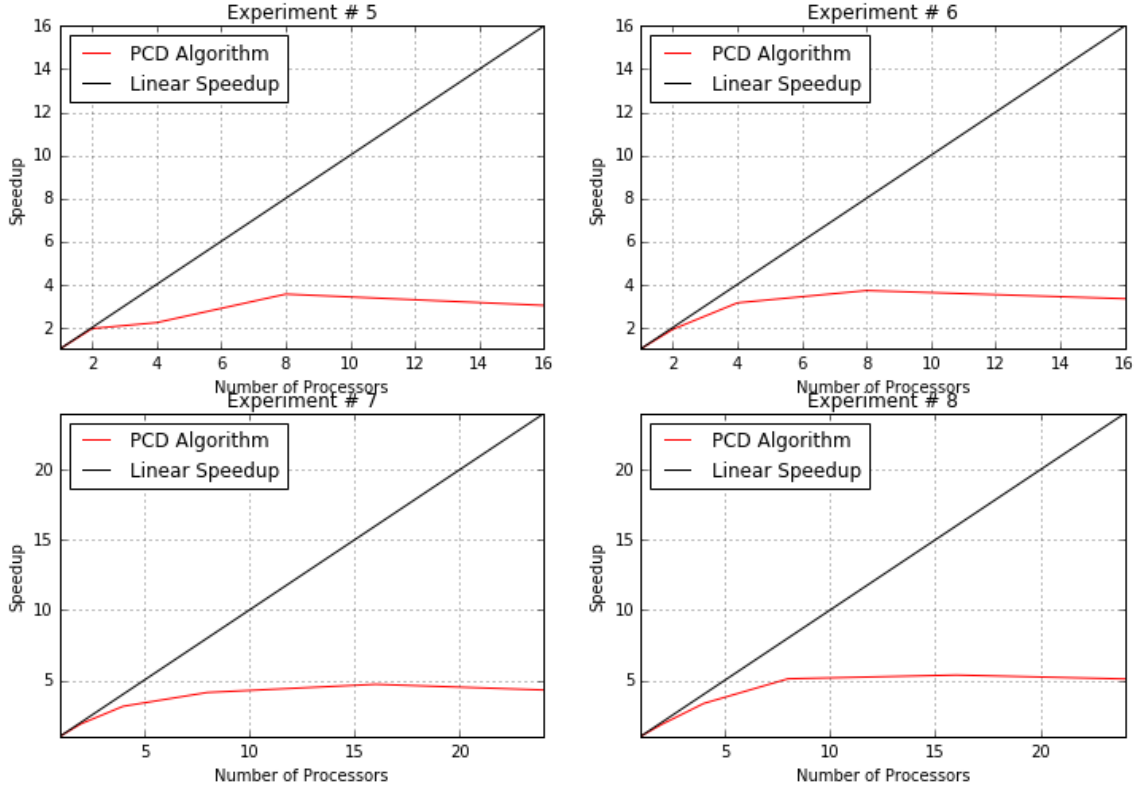 Experiment # 5
PCD Algorithm
Linear Speedup
16
14
12
10
8
6
4
2
Speedup
2 4 6 8 10 12 14 16
Number of Processors
Experiment # 6
PCD Algorithm
Linear Speedup
16
14
12
10
8
6
4
2
Speedup
2 4 6 8 10 12 14 16
Number of Processors
Experiment # 7
PCD Algorithm
Linear Speedup
20
15
10
5
Speedup
5 10 15 20
Number of Processors
Experiment # 8
PCD Algorithm
Linear Speedup
20
15
10
5
Speedup
5 10 15 20
Number of Processors